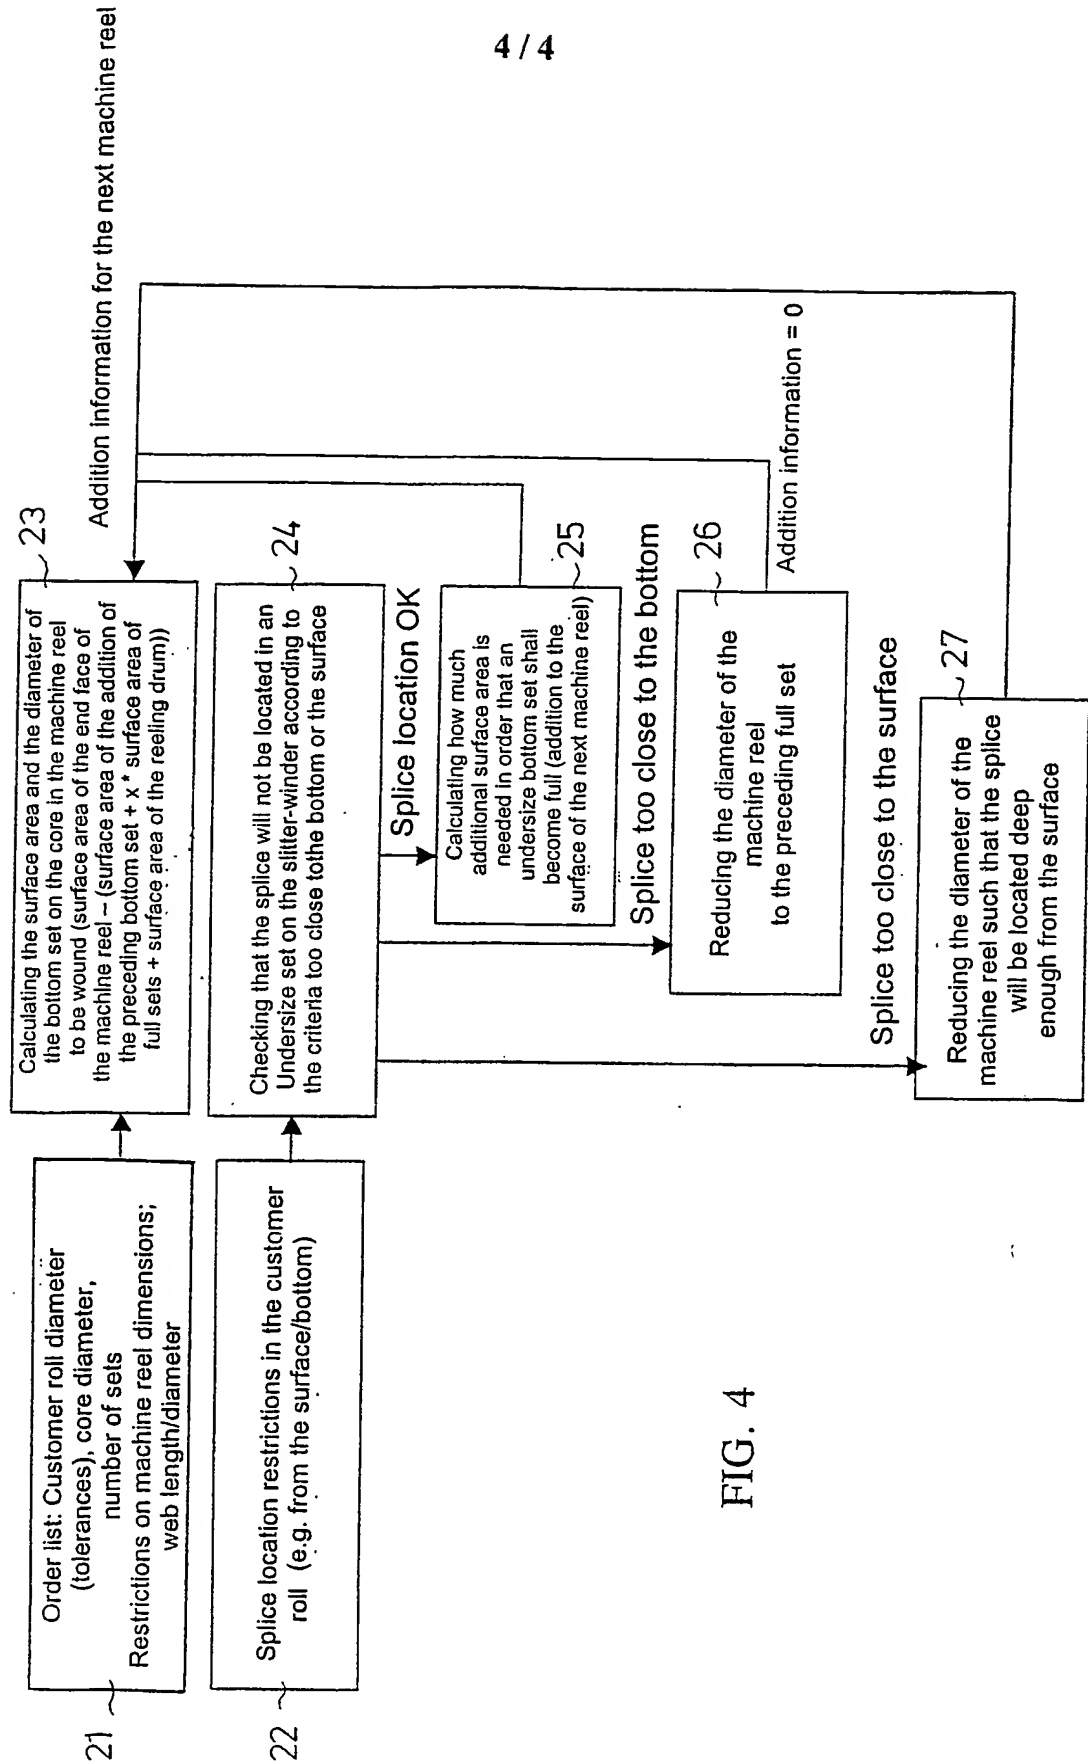 4 / 4
Addition information for the next machine reel
21
Order list: Customer roll diameter
(tolerances), core diameter,
number of sets
Restrictions on machine reel dimensions;
web length/diameter
23
Calculating the surface area and the diameter of
the bottom set on the core in the machine reel
to be wound (surface area of the end face of
the machine reel – (surface area of the addition of
the preceding bottom set + x * surface area of
full sets + surface area of the reeling drum))
22
Splice location restrictions in the customer
roll (e.g. from the surface/bottom)
24
Checking that the splice will not be located in an
Undersize set on the slitter-winder according to
the criteria too close tothe bottom or the surface
Splice location OK
Calculating how much
additional surface area is
needed in order that an
undersize bottom set shall
become full (addition to the
surface of the next machine reel)
25
Splice too close to the bottom
26
Reducing the diameter of the
machine reel
to the preceding full set
Addition information = 0
Splice too close to the surface
27
Reducing the diameter of the
machine reel such that the splice
will be located deep
enough from the surface
FIG. 4